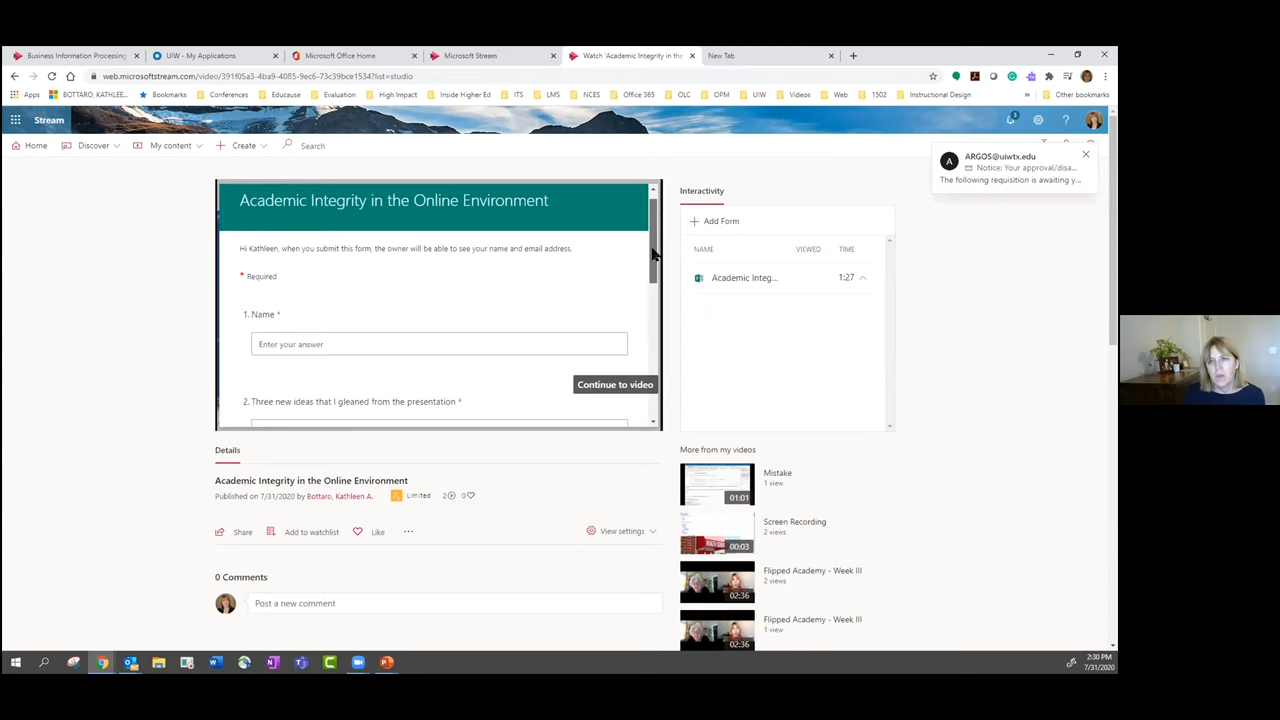 Business Information Processing
UIW - My Applications
Microsoft Office Home
Microsoft Stream
Watch 'Academic Integrity in the
New Tab
web.microsoftstream.com/video/391f05a3-4ba9-4085-9ec6-73c39bce1534?list=studio
Apps
BOTTARO, KATHLEE...
Bookmarks
Conferences
Educause
Evaluation
High Impact
Inside Higher Ed
ITS
LMS
NCES
Office 365
OLC
OPM
UIW
Videos
Web
1502
Instructional Design
»
Other bookmarks
Stream
Home
Discover
My content
Create
Search
A
ARGOS@uiwtx.edu
Notice: Your approval/disa...
The following requisition is awaiting y...
Academic Integrity in the Online Environment
Hi Kathleen, when you submit this form, the owner will be able to see your name and email address.
* Required
1. Name *
Enter your answer
Continue to video
2. Three new ideas that I gleaned from the presentation *
Interactivity
Add Form
NAME VIEWED TIME
Academic Integ... 1:27
Details
Academic Integrity in the Online Environment
Published on 7/31/2020 by Bottaro, Kathleen A. Limited 2 0
Share
Add to watchlist
Like
...
View settings
0 Comments
Post a new comment
More from my videos
Mistake
1 view
01:01
Screen Recording
2 views
00:03
Flipped Academy - Week III
2 views
02:36
Flipped Academy - Week III
1 view
02:36
2:30 PM
7/31/2020